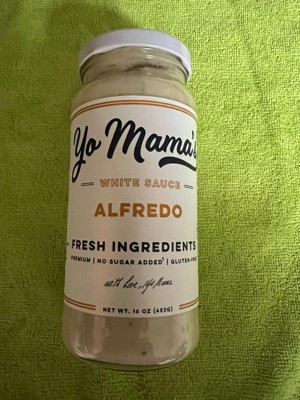 Yo Mama's
WHITE SAUCE
ALFREDO
FRESH INGREDIENTS
PREMIUM | NO SUGAR ADDED† | GLUTEN-FREE
with Love, Yo Mama
NET WT. 16 OZ (453G)